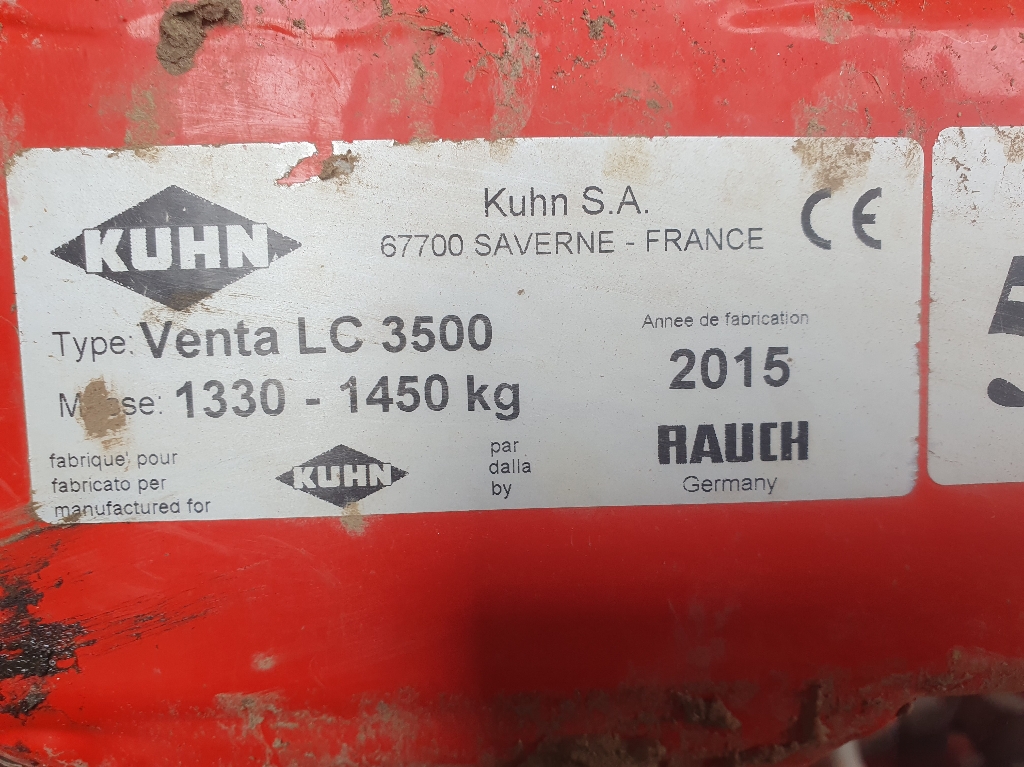 KUHN
Kuhn S.A.
67700 SAVERNE - FRANCE
CE
Type: Venta LC 3500
1330 - 1450 kg
Annee de fabrication
2015
fabrique' pour
fabricato per
manufactured for
KUHN
par
dalla
by
RAUCH
Germany